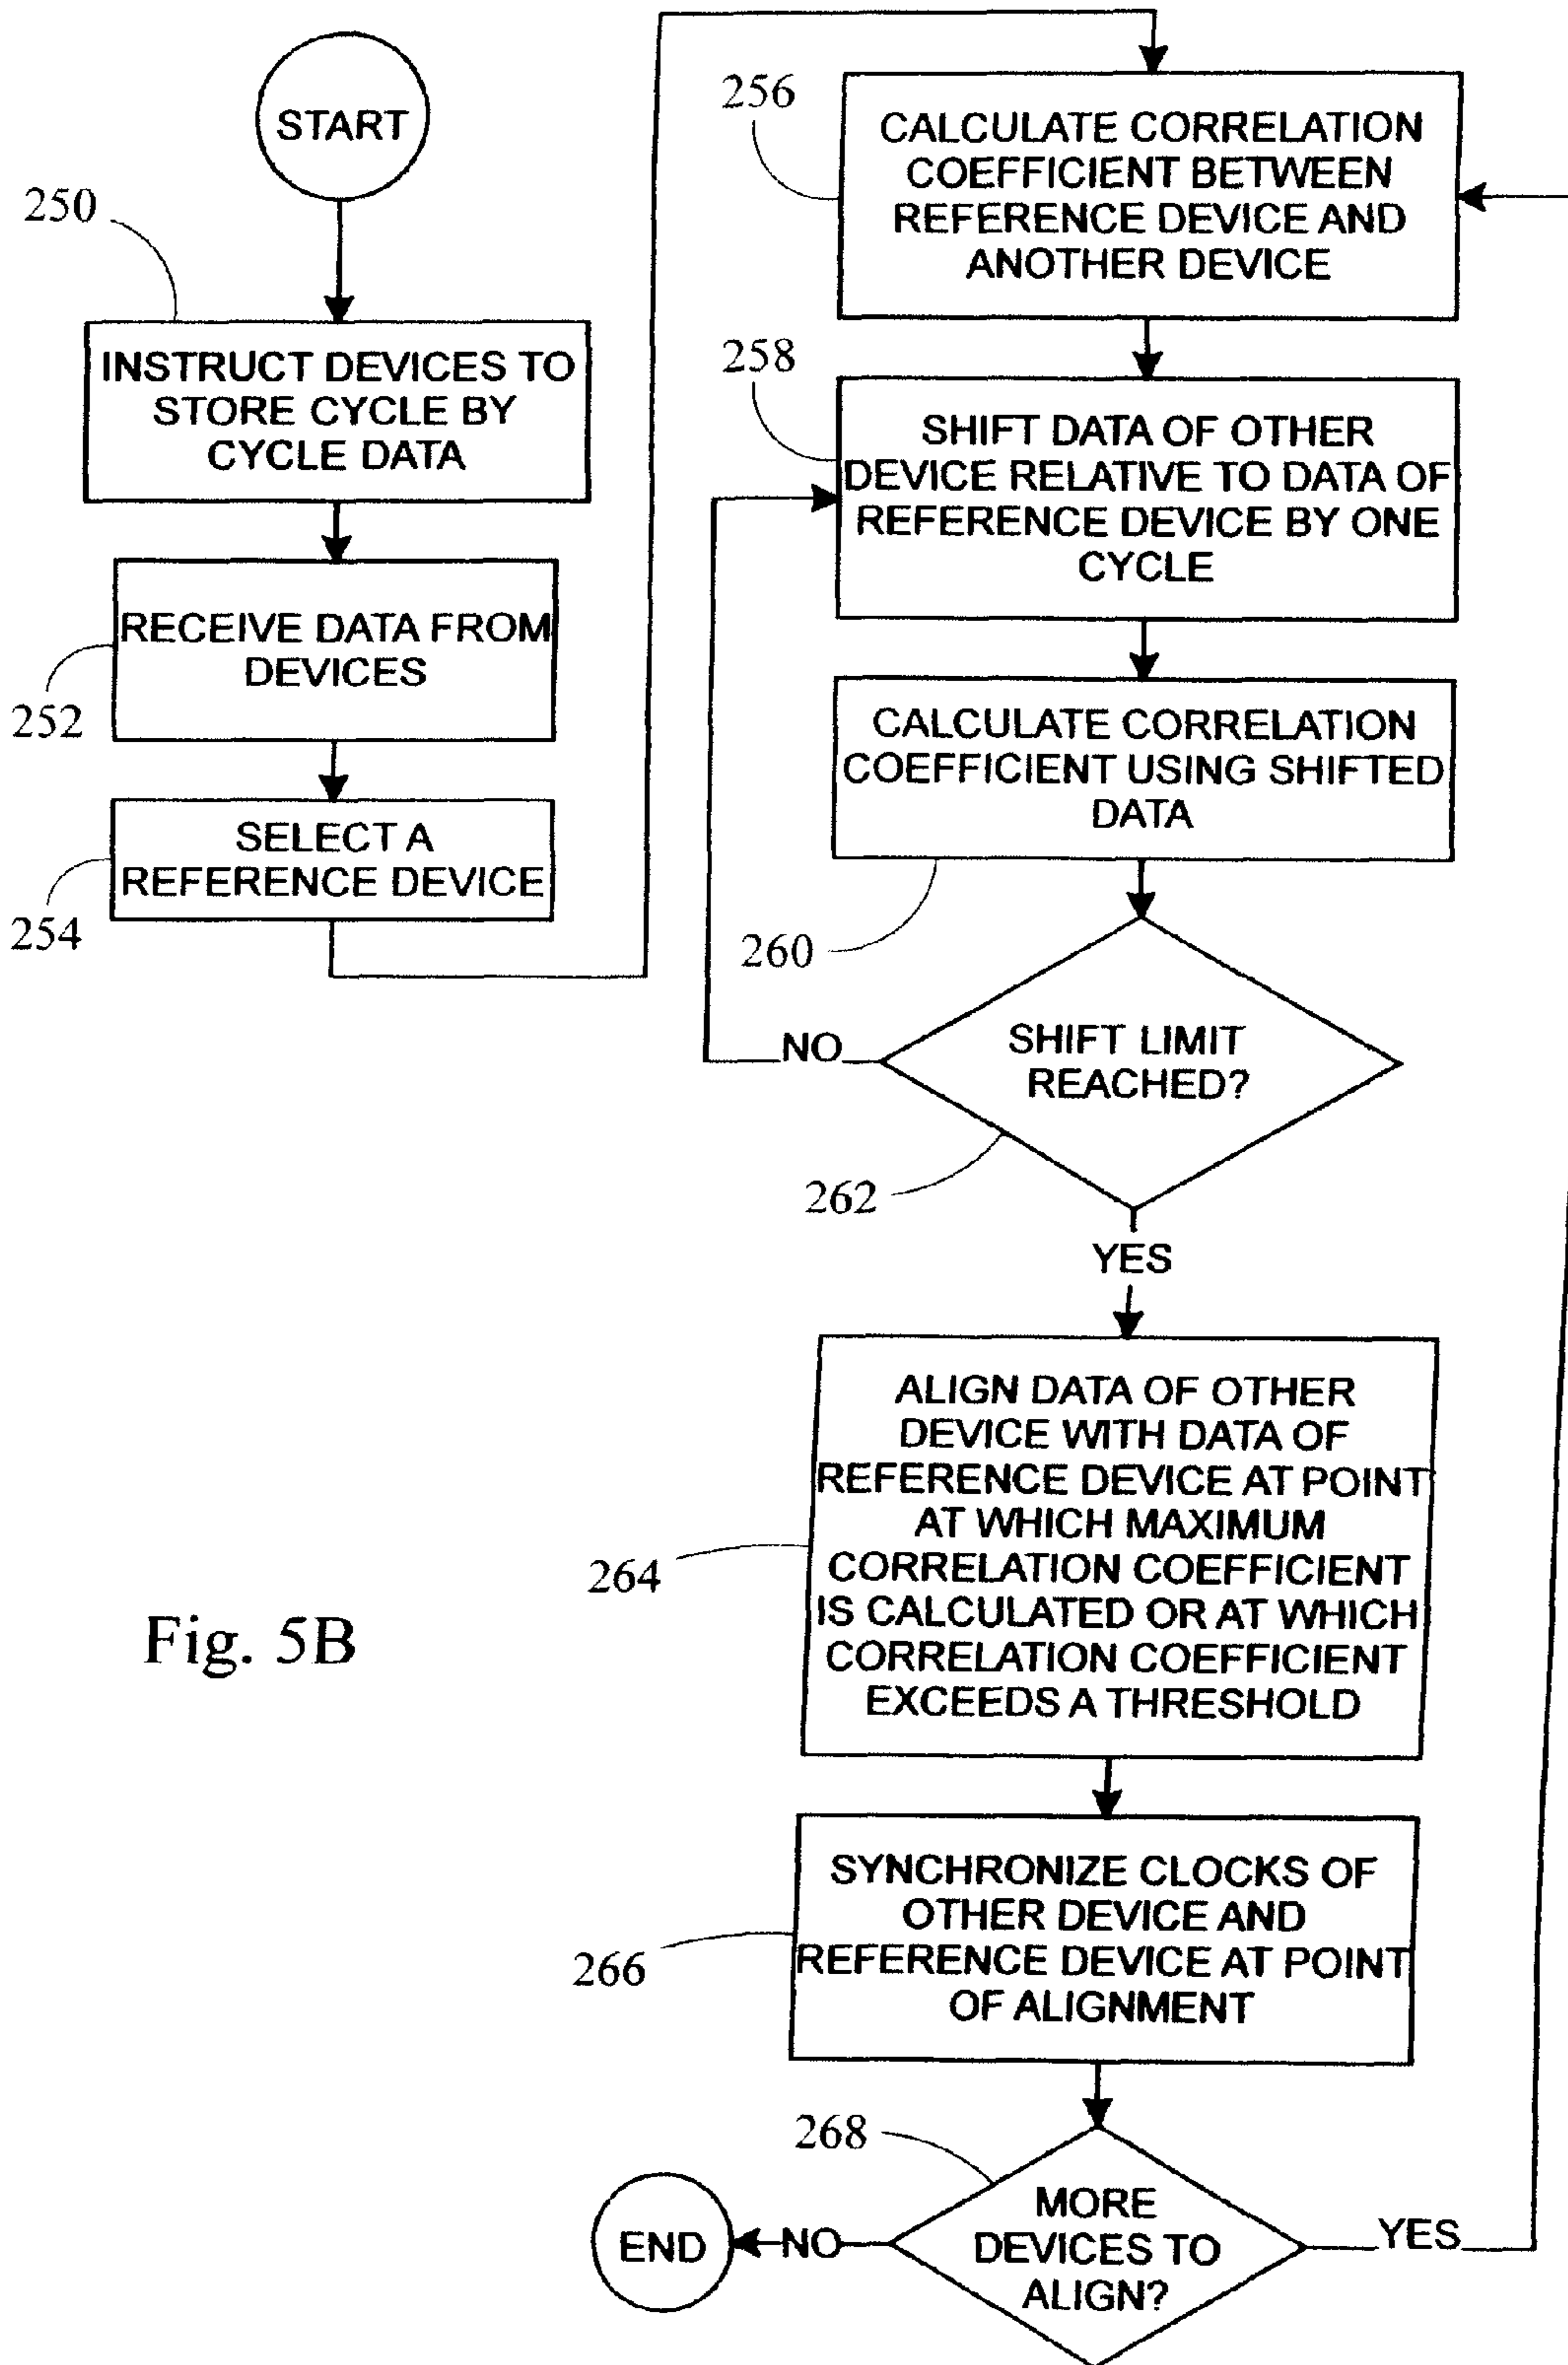 START
250
INSTRUCT DEVICES TO
STORE CYCLE BY
CYCLE DATA
RECEIVE DATA FROM
DEVICES
252
SELECT A
REFERENCE DEVICE
254
256
CALCULATE CORRELATION
COEFFICIENT BETWEEN
REFERENCE DEVICE AND
ANOTHER DEVICE
258
SHIFT DATA OF OTHER
DEVICE RELATIVE TO DATA OF
REFERENCE DEVICE BY ONE
CYCLE
CALCULATE CORRELATION
COEFFICIENT USING SHIFTED
DATA
260
SHIFT LIMIT
REACHED?
NO
262
YES
ALIGN DATA OF OTHER
DEVICE WITH DATA OF
REFERENCE DEVICE AT POINT
AT WHICH MAXIMUM
CORRELATION COEFFICIENT
IS CALCULATED OR AT WHICH
CORRELATION COEFFICIENT
EXCEEDS A THRESHOLD
264
Fig. 5B
SYNCHRONIZE CLOCKS OF
OTHER DEVICE AND
REFERENCE DEVICE AT POINT
OF ALIGNMENT
266
268
MORE
DEVICES TO
ALIGN?
YES
NO
END